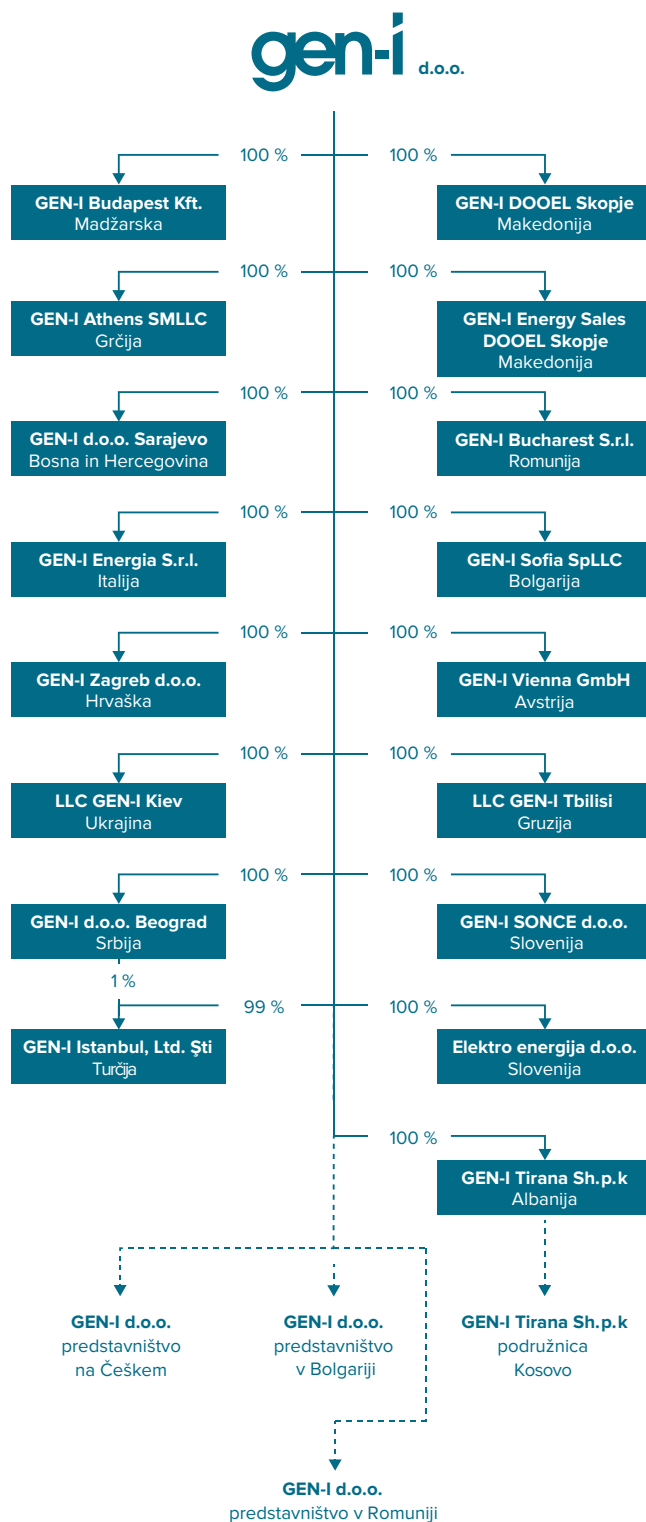 gen-i d.o.o.
100 %
100 %
GEN-I Budapest Kft.
Madžarska
GEN-I DOOEL Skopje
Makedonija
100 %
100 %
GEN-I Athens SMLLC
Grčija
GEN-I Energy Sales
DOOEL Skopje
Makedonija
100 %
100 %
GEN-I d.o.o. Sarajevo
Bosna in Hercegovina
GEN-I Bucharest S.r.l.
Romunija
100 %
100 %
GEN-I Energia S.r.l.
Italija
GEN-I Sofia SpLLC
Bolgarija
100 %
100 %
GEN-I Zagreb d.o.o.
Hrvaška
GEN-I Vienna GmbH
Avstrija
100 %
100 %
LLC GEN-I Kiev
Ukrajina
LLC GEN-I Tbilisi
Gruzija
100 %
100 %
GEN-I d.o.o. Beograd
Srbija
GEN-I SONCE d.o.o.
Slovenija
1 %
99 %
100 %
GEN-I Istanbul, Ltd. Şti
Turčija
Elektro energija d.o.o.
Slovenija
100 %
GEN-I Tirana Sh.p.k
Albanija
GEN-I d.o.o.
predstavništvo
na Češkem
GEN-I d.o.o.
predstavništvo
v Bolgariji
GEN-I Tirana Sh.p.k
podružnica
Kosovo
GEN-I d.o.o.
predstavništvo v Romuniji